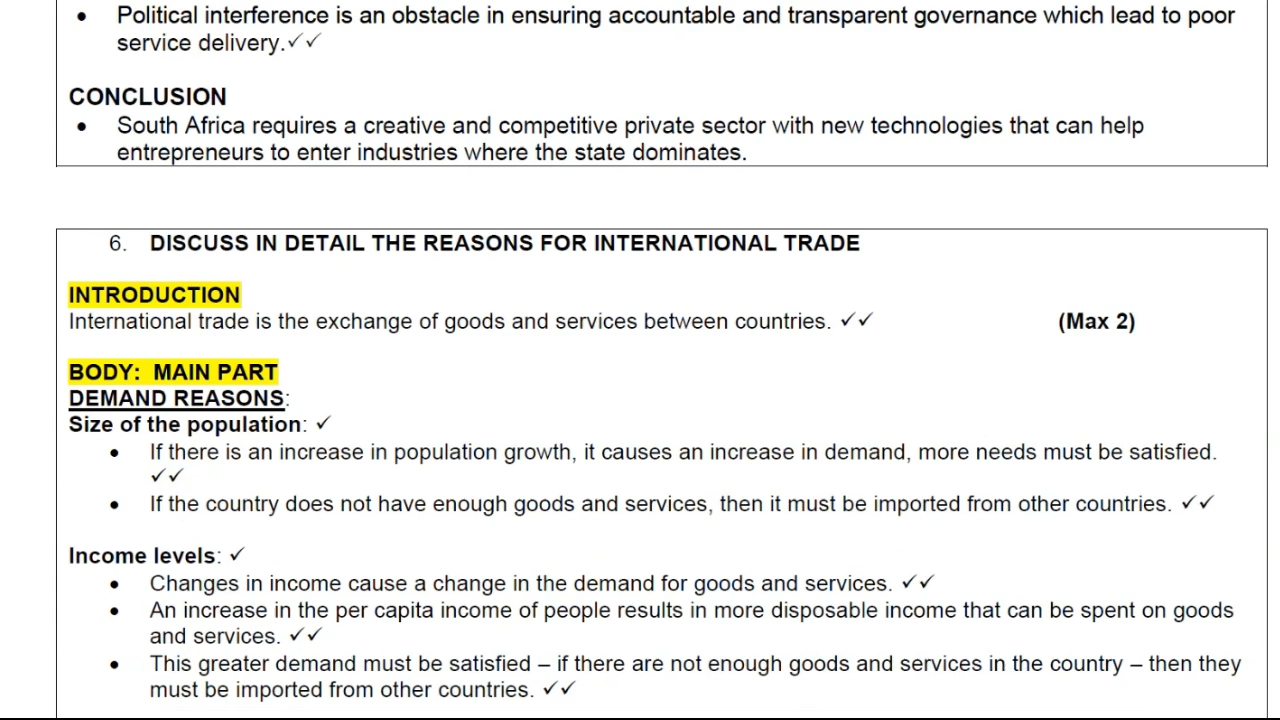 • Political interference is an obstacle in ensuring accountable and transparent governance which lead to poor
service delivery.✓✓
CONCLUSION
• South Africa requires a creative and competitive private sector with new technologies that can help
entrepreneurs to enter industries where the state dominates.
6. DISCUSS IN DETAIL THE REASONS FOR INTERNATIONAL TRADE
INTRODUCTION
International trade is the exchange of goods and services between countries. ✓✓ (Max 2)
BODY: MAIN PART
DEMAND REASONS:
Size of the population: ✓
• If there is an increase in population growth, it causes an increase in demand, more needs must be satisfied.
✓✓
• If the country does not have enough goods and services, then it must be imported from other countries. ✓✓
Income levels: ✓
• Changes in income cause a change in the demand for goods and services. ✓✓
• An increase in the per capita income of people results in more disposable income that can be spent on goods
and services. ✓✓
• This greater demand must be satisfied – if there are not enough goods and services in the country – then they
must be imported from other countries. ✓✓